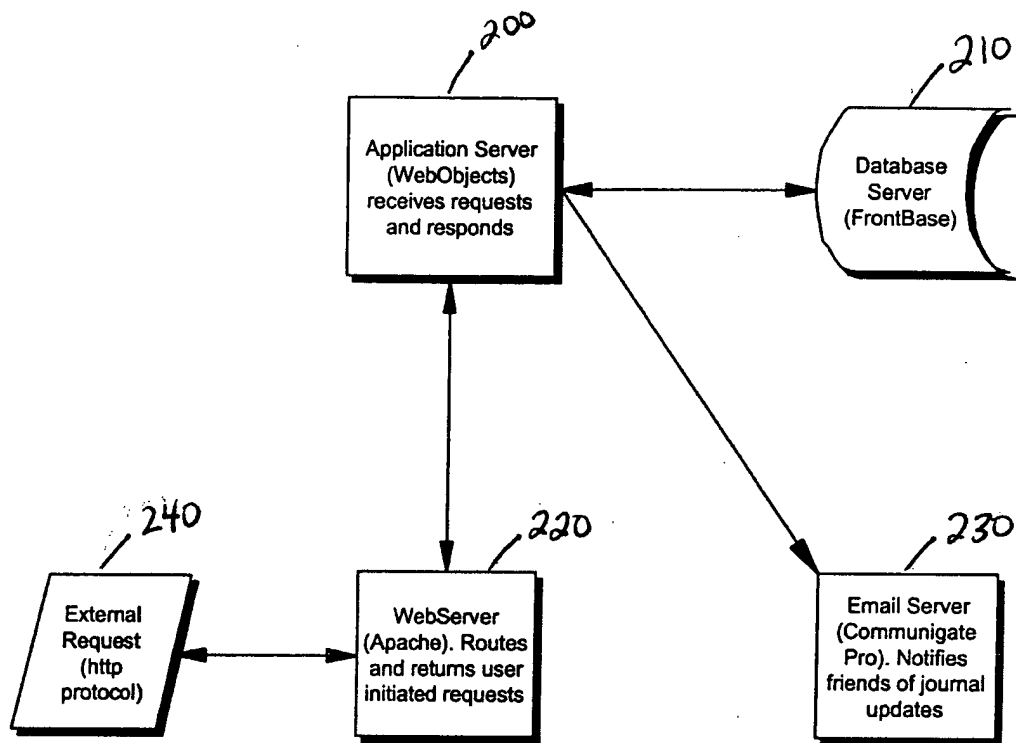 200
210
Application Server
(WebObjects)
receives requests
and responds
Database
Server
(FrontBase)
240
220
230
External
Request
(http
protocol)
WebServer
(Apache). Routes
and returns user
initiated requests
Email Server
(Communigate
Pro). Notifies
friends of journal
updates